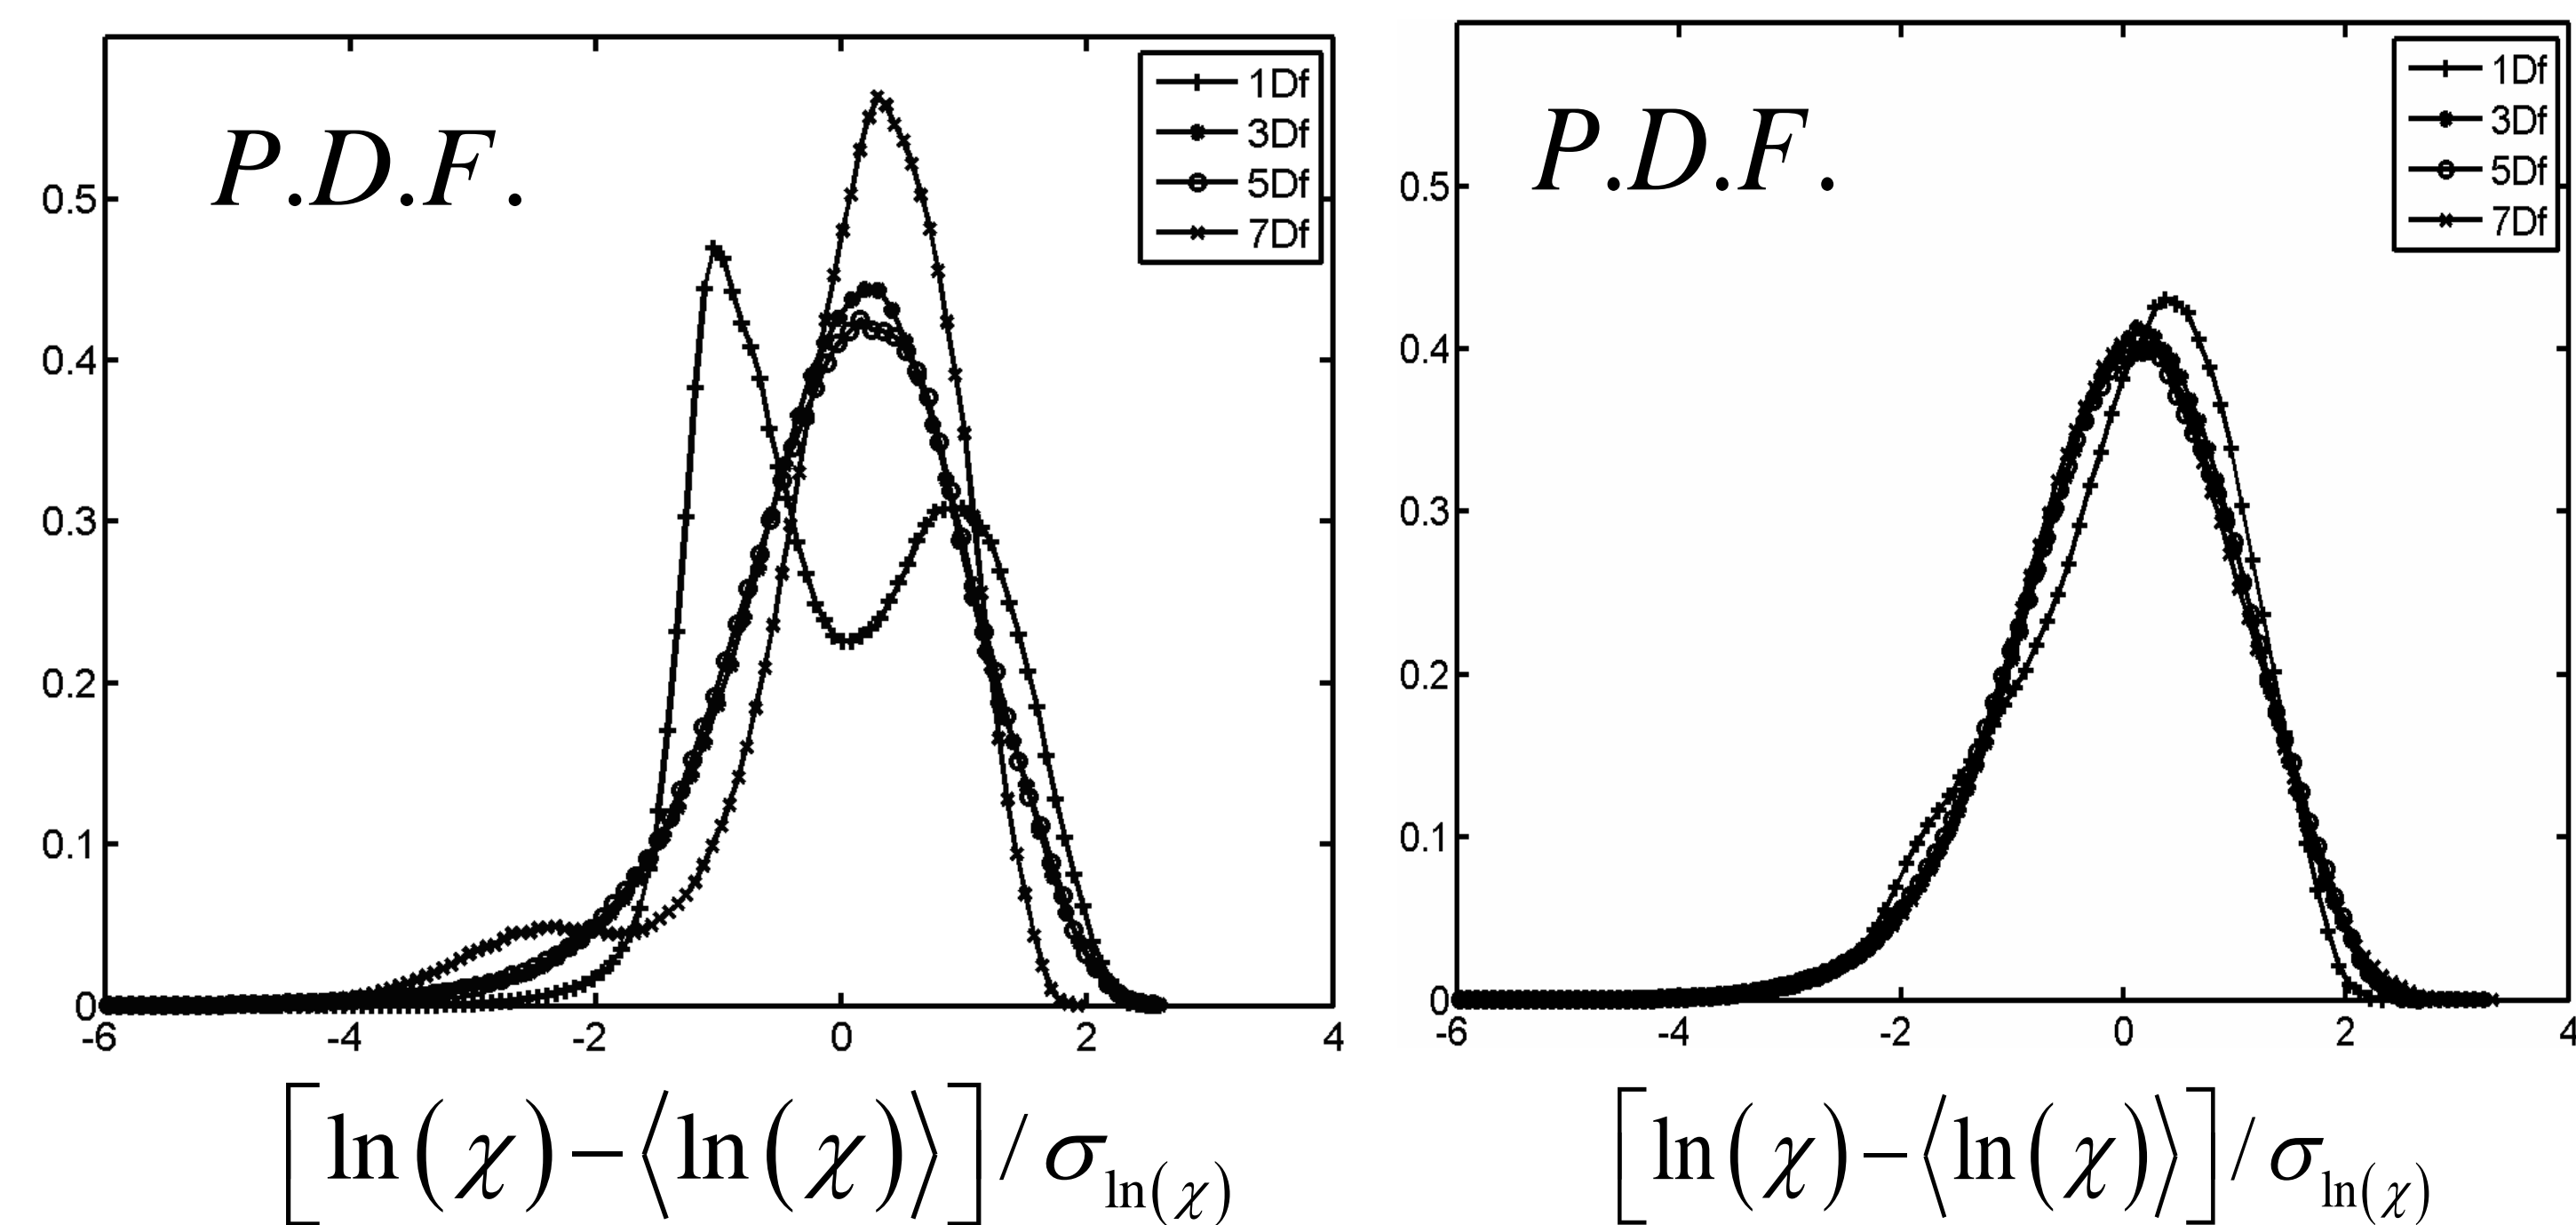 P.D.F.
1Df
3Df
5Df
7Df
0.5
0.4
0.3
0.2
0.1
0
-6 -4 -2 0 2 4
[ln(χ)−⟨ln(χ)⟩]/σ_ln(χ)
P.D.F.
1Df
3Df
5Df
7Df
0.5
0.4
0.3
0.2
0.1
0
-6 -4 -2 0 2 4
[ln(χ)−⟨ln(χ)⟩]/σ_ln(χ)